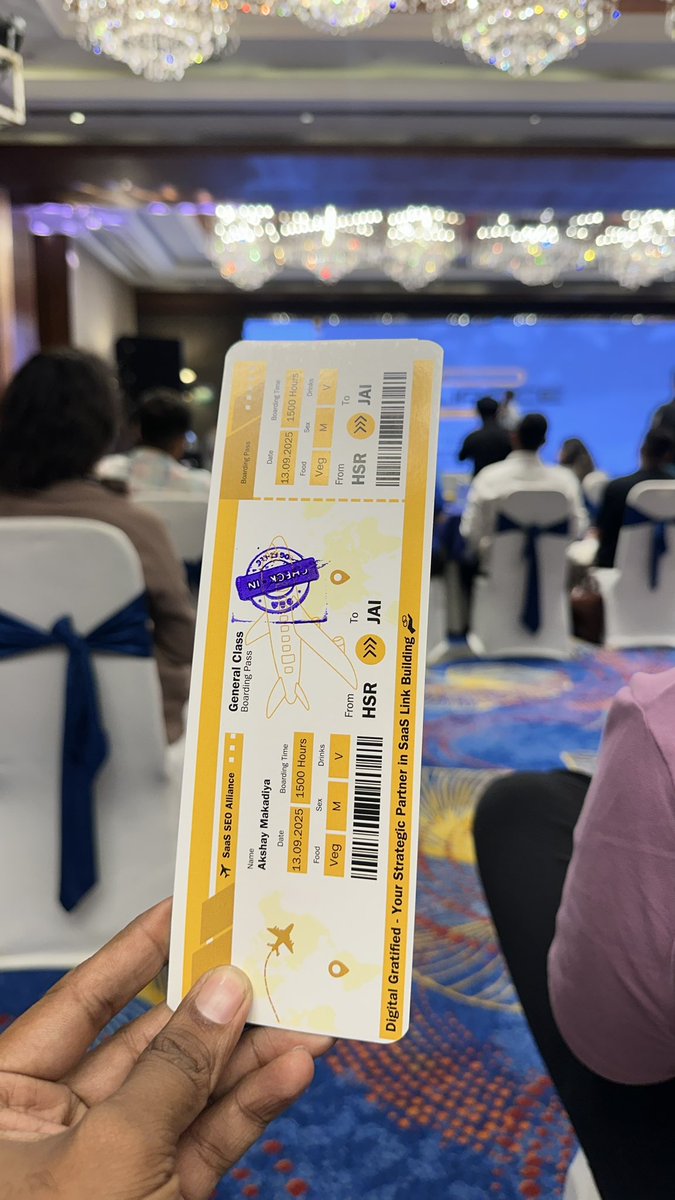 SaaS SEO Alliance
Name
Akshay Makadiya
Date
Boarding Time
13.09.2025
1500 Hours
Food
Sex
Drinks
Veg
M
V
General Class
Boarding Pass
CHECK-IN
From
To
HSR
JAI
Digital Gratified - Your Strategic Partner in SaaS Link Building
Boarding Pass
Date
Boarding Time
13.09.2025
1500 Hours
Food
Sex
Drinks
Veg
M
V
From
To
HSR
JAI